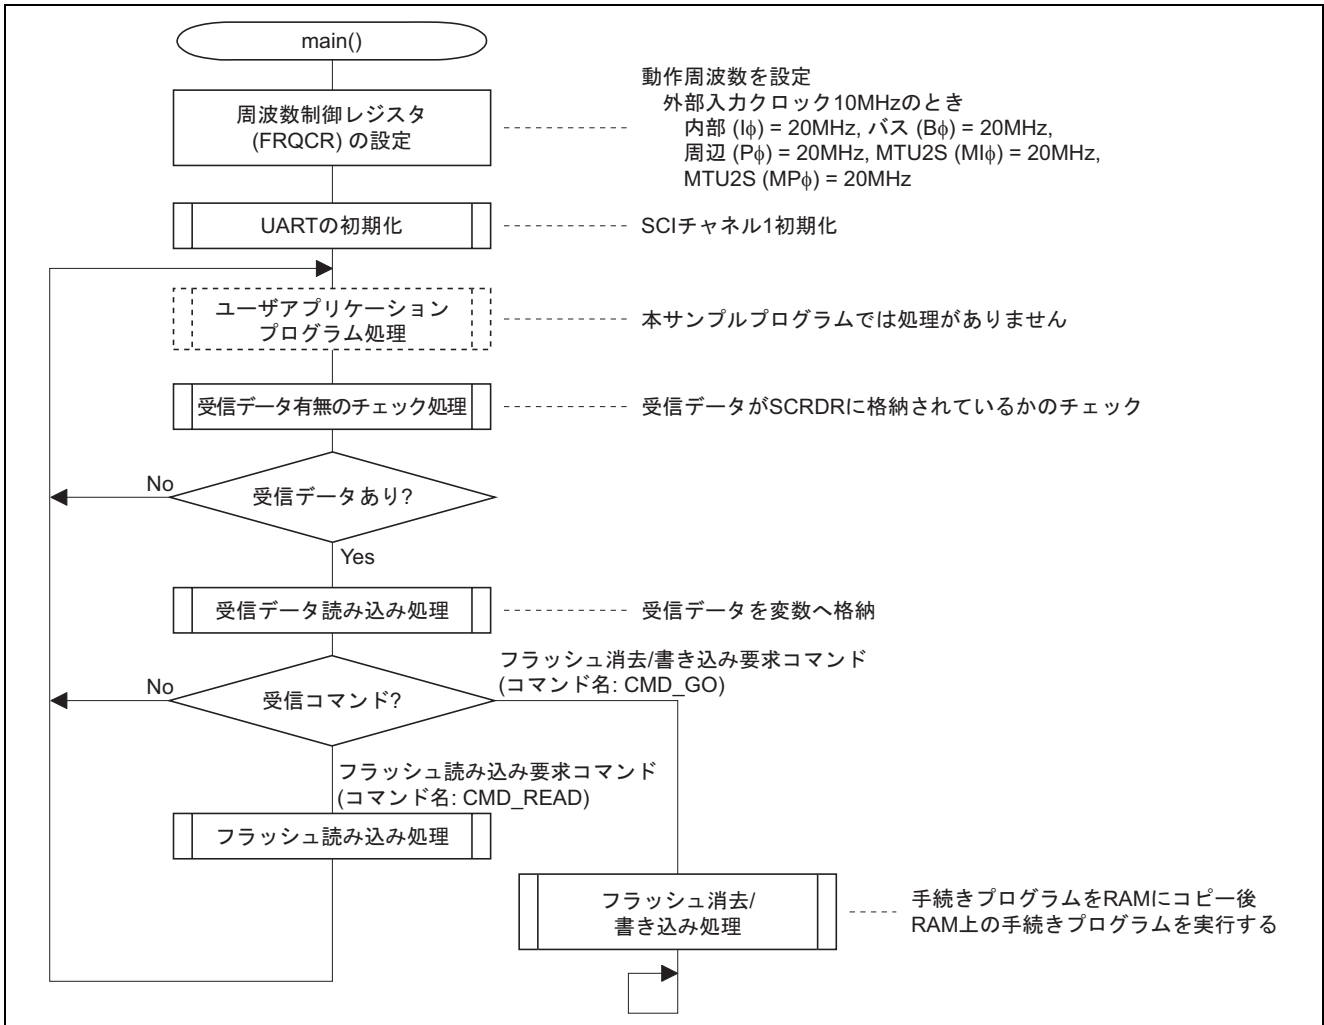 main()
周波数制御レジスタ
(FRQCR) の設定
動作周波数を設定
外部入力クロック10MHzのとき
内部 (Iϕ) = 20MHz, バス (Bϕ) = 20MHz,
周辺 (Pϕ) = 20MHz, MTU2S (MIϕ) = 20MHz,
MTU2S (MPϕ) = 20MHz
UARTの初期化
SCIチャネル1初期化
ユーザアプリケーション
プログラム処理
本サンプルプログラムでは処理がありません
受信データ有無のチェック処理
受信データがSCRDRに格納されているかのチェック
No
受信データあり?
Yes
受信データ読み込み処理
受信データを変数へ格納
No
受信コマンド?
フラッシュ消去/書き込み要求コマンド
(コマンド名: CMD_GO)
フラッシュ読み込み要求コマンド
(コマンド名: CMD_READ)
フラッシュ読み込み処理
フラッシュ消去/
書き込み処理
手続きプログラムをRAMにコピー後
RAM上の手続きプログラムを実行する